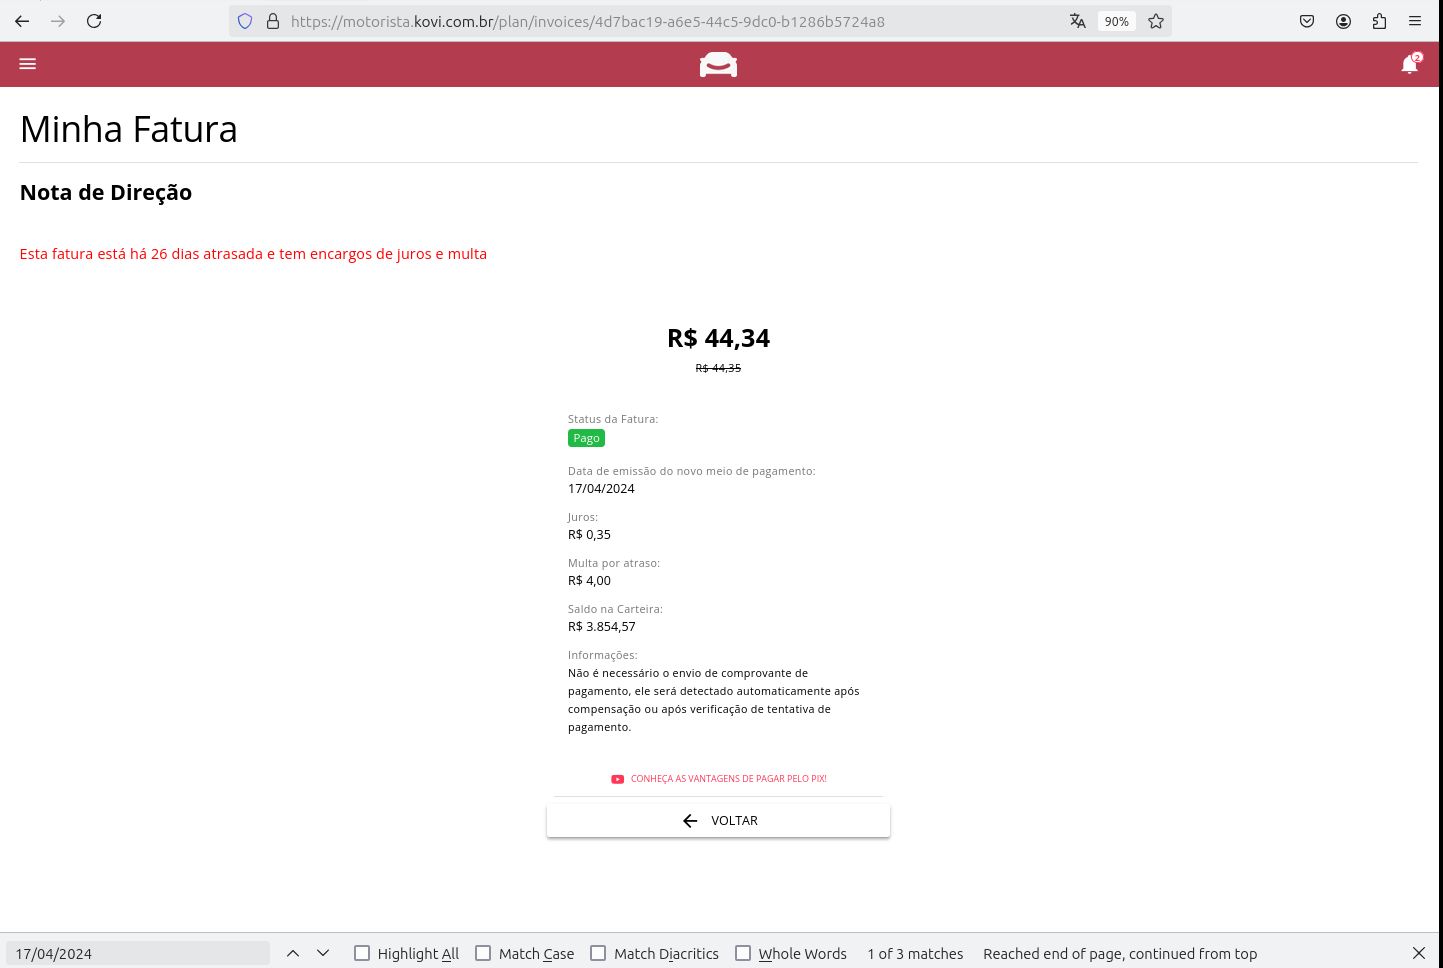 https://motorista.kovi.com.br/plan/invoices/4d7bac19-a6e5-44c5-9dc0-b1286b5724a8
90%
2
Minha Fatura
Nota de Direção
Esta fatura está há 26 dias atrasada e tem encargos de juros e multa
R$ 44,34
R$ 44,35
Status da Fatura:
Pago
Data de emissão do novo meio de pagamento:
17/04/2024
Juros:
R$ 0,35
Multa por atraso:
R$ 4,00
Saldo na Carteira:
R$ 3.854,57
Informações:
Não é necessário o envio de comprovante de
pagamento, ele será detectado automaticamente após
compensação ou após verificação de tentativa de
pagamento.
CONHEÇA AS VANTAGENS DE PAGAR PELO PIX!
VOLTAR
17/04/2024 Highlight All Match Case Match Diacritics Whole Words 1 of 3 matches Reached end of page, continued from top